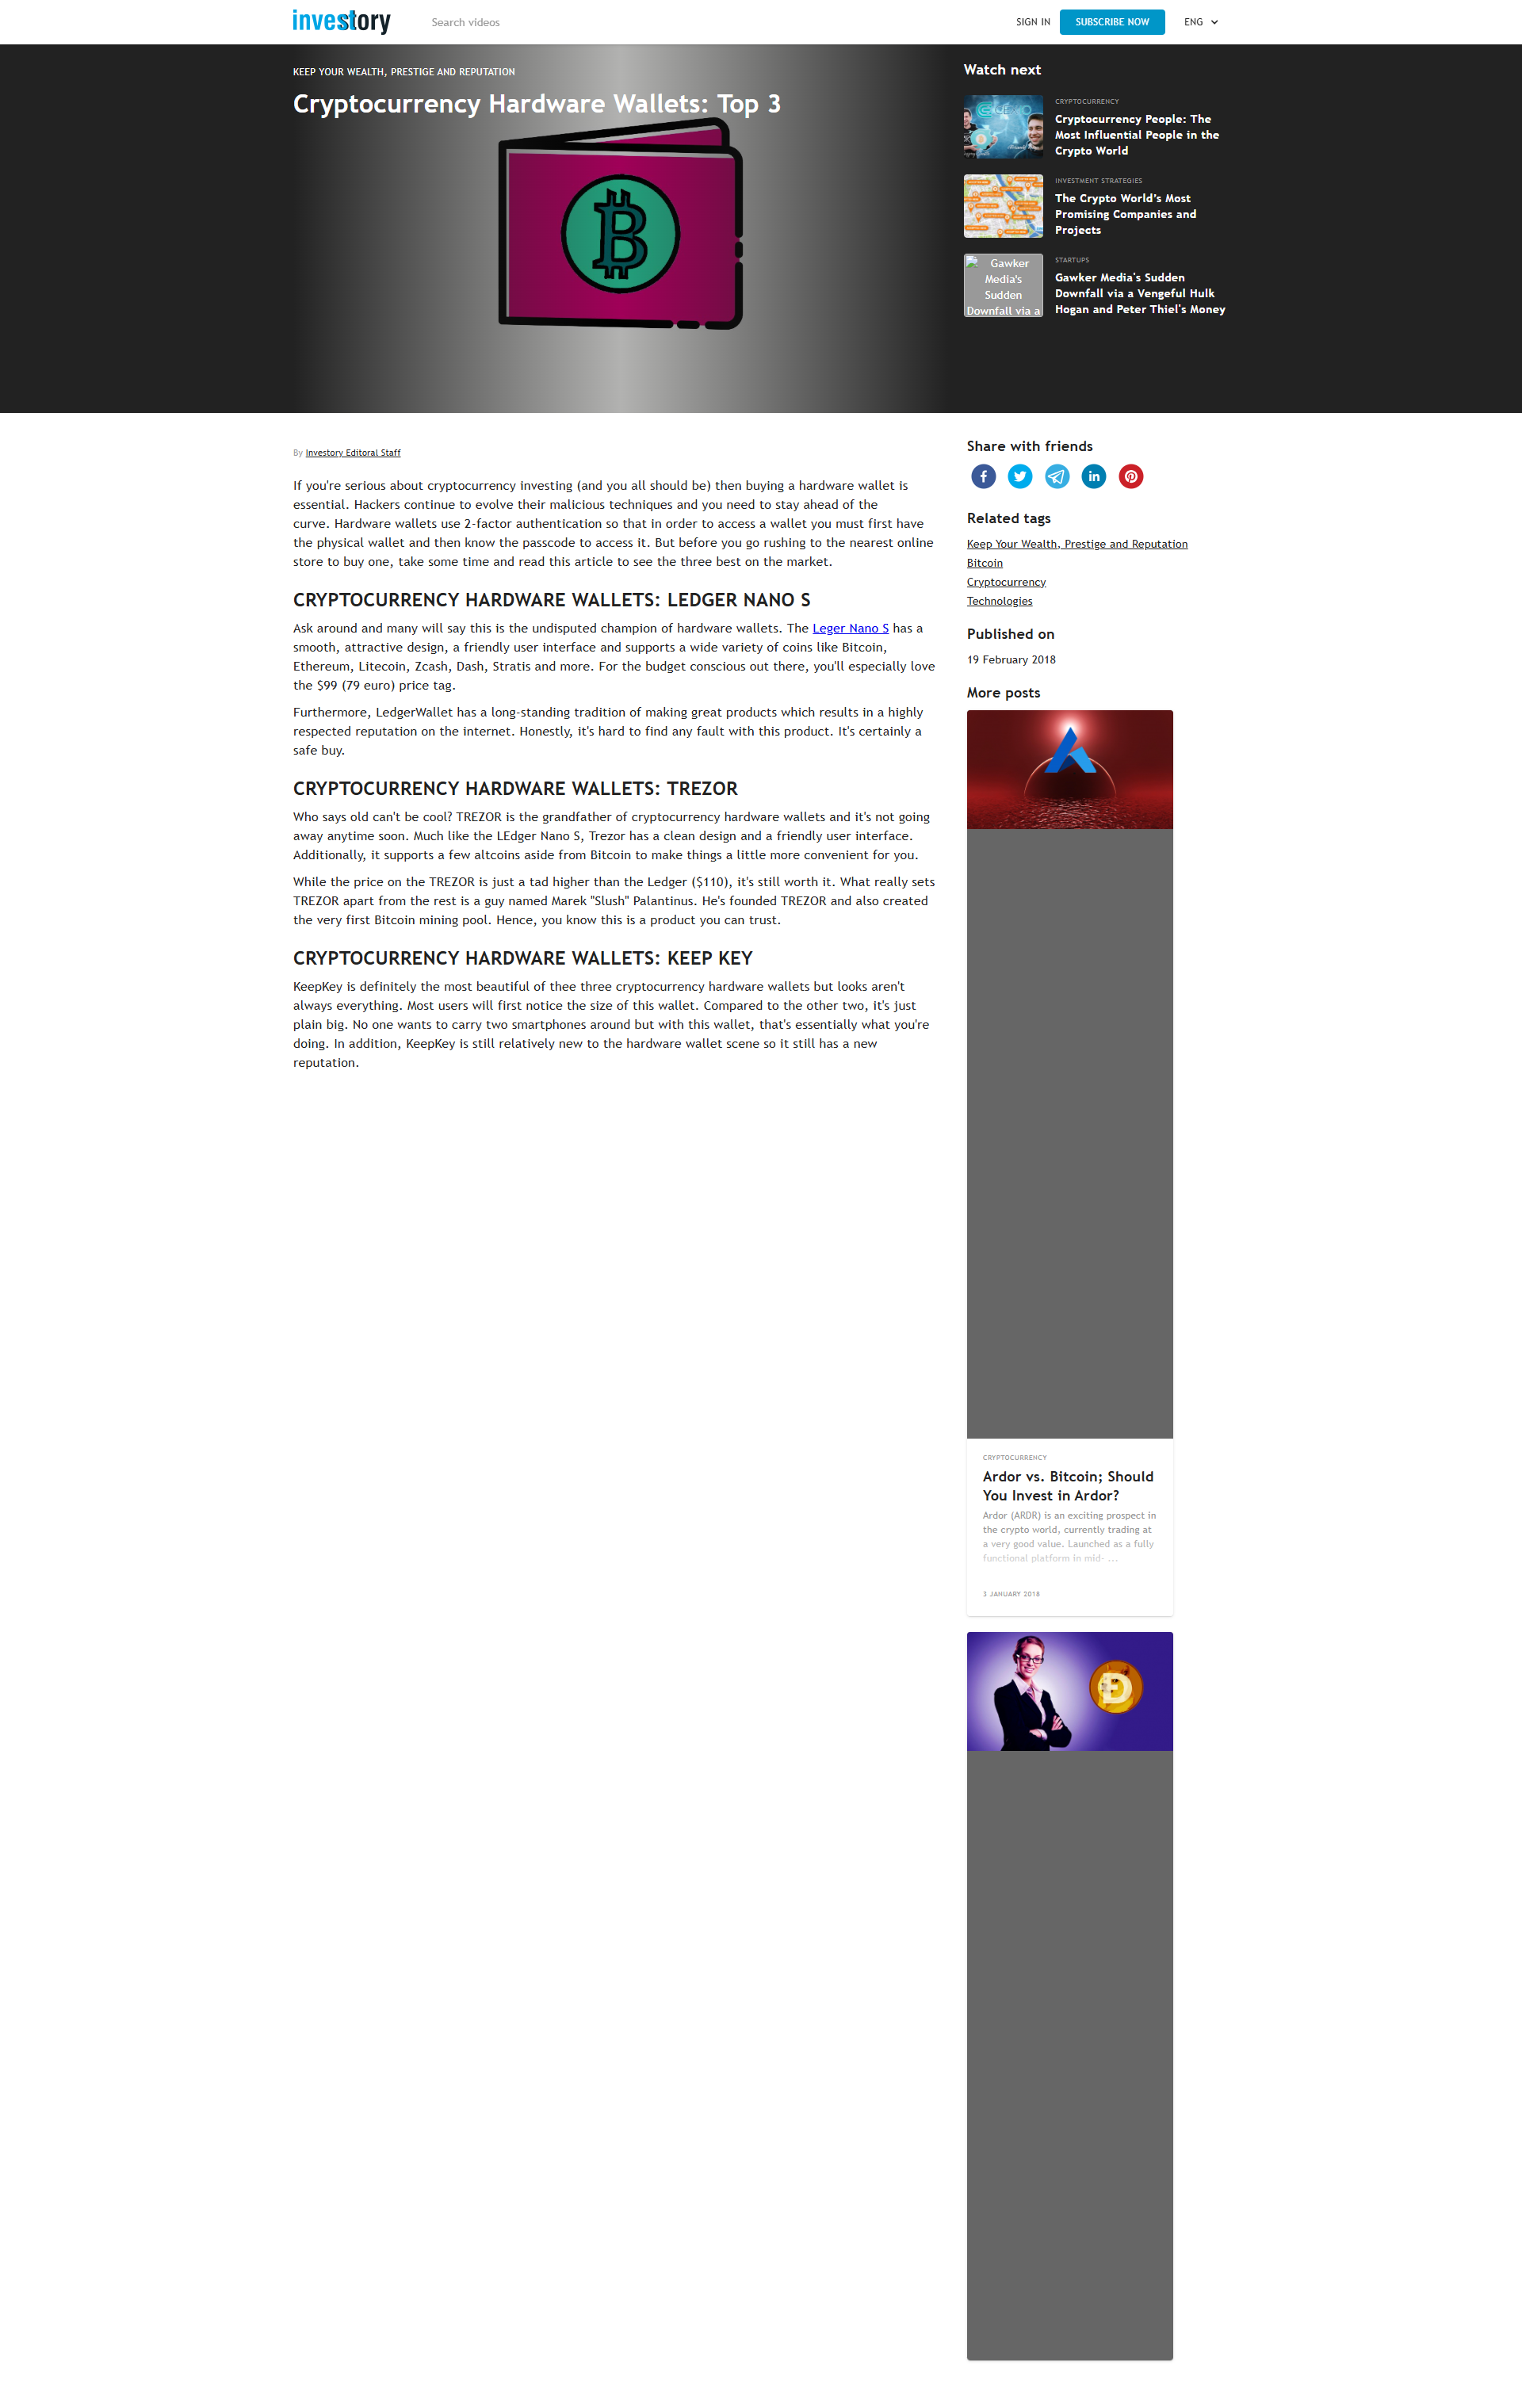 investory
Search videos
SIGN IN
SUBSCRIBE NOW
ENG
KEEP YOUR WEALTH, PRESTIGE AND REPUTATION
Cryptocurrency Hardware Wallets: Top 3
Watch next
CRYPTOCURRENCY
Cryptocurrency People: The
Most Influential People in the
Crypto World
INVESTMENT STRATEGIES
The Crypto World’s Most
Promising Companies and
Projects
Gawker
Media's
Sudden
Downfall via a
STARTUPS
Gawker Media's Sudden
Downfall via a Vengeful Hulk
Hogan and Peter Thiel's Money
By Investory Editoral Staff
If you're serious about cryptocurrency investing (and you all should be) then buying a hardware wallet is
essential. Hackers continue to evolve their malicious techniques and you need to stay ahead of the
curve. Hardware wallets use 2-factor authentication so that in order to access a wallet you must first have
the physical wallet and then know the passcode to access it. But before you go rushing to the nearest online
store to buy one, take some time and read this article to see the three best on the market.
CRYPTOCURRENCY HARDWARE WALLETS: LEDGER NANO S
Ask around and many will say this is the undisputed champion of hardware wallets. The Leger Nano S has a
smooth, attractive design, a friendly user interface and supports a wide variety of coins like Bitcoin,
Ethereum, Litecoin, Zcash, Dash, Stratis and more. For the budget conscious out there, you'll especially love
the $99 (79 euro) price tag.
Furthermore, LedgerWallet has a long-standing tradition of making great products which results in a highly
respected reputation on the internet. Honestly, it's hard to find any fault with this product. It's certainly a
safe buy.
CRYPTOCURRENCY HARDWARE WALLETS: TREZOR
Who says old can't be cool? TREZOR is the grandfather of cryptocurrency hardware wallets and it's not going
away anytime soon. Much like the LEdger Nano S, Trezor has a clean design and a friendly user interface.
Additionally, it supports a few altcoins aside from Bitcoin to make things a little more convenient for you.
While the price on the TREZOR is just a tad higher than the Ledger ($110), it's still worth it. What really sets
TREZOR apart from the rest is a guy named Marek "Slush" Palantinus. He's founded TREZOR and also created
the very first Bitcoin mining pool. Hence, you know this is a product you can trust.
CRYPTOCURRENCY HARDWARE WALLETS: KEEP KEY
KeepKey is definitely the most beautiful of thee three cryptocurrency hardware wallets but looks aren't
always everything. Most users will first notice the size of this wallet. Compared to the other two, it's just
plain big. No one wants to carry two smartphones around but with this wallet, that's essentially what you're
doing. In addition, KeepKey is still relatively new to the hardware wallet scene so it still has a new
reputation.
Share with friends
Related tags
Keep Your Wealth, Prestige and Reputation
Bitcoin
Cryptocurrency
Technologies
Published on
19 February 2018
More posts
CRYPTOCURRENCY
Ardor vs. Bitcoin; Should
You Invest in Ardor?
Ardor (ARDR) is an exciting prospect in
the crypto world, currently trading at
a very good value. Launched as a fully
functional platform in mid- ...
3 JANUARY 2018